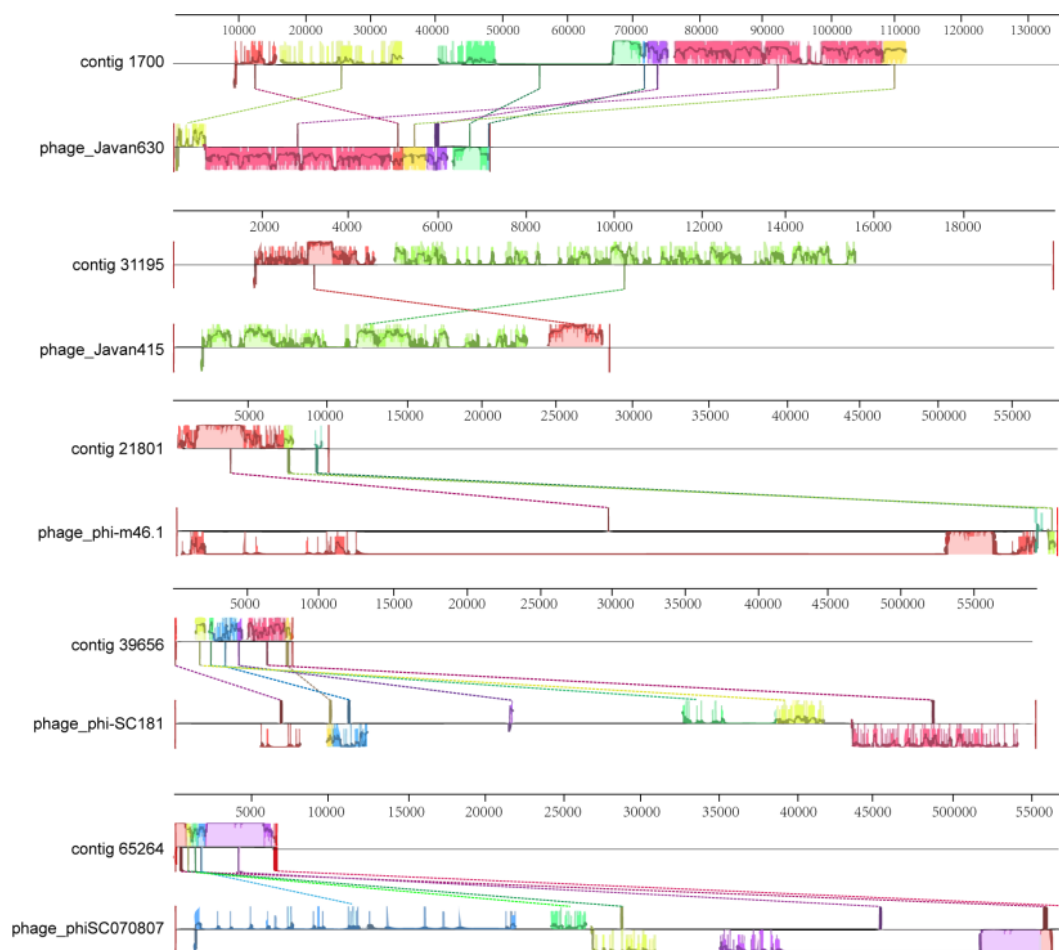 10000 20000 30000 40000 50000 60000 70000 80000 92000 100000 110000 120000 130000
contig 1700
phage_Javan630
2000 4000 6000 8000 10000 12000 14000 16000 18000
contig 31195
phage_Javan415
5000 10000 15000 20000 25000 30000 35000 40000 45000 500000 55000
contig 21801
phage_phi-m46.1
5000 10000 15000 20000 25000 30000 35000 40000 45000 500000 55000
contig 39656
phage_phi-SC181
5000 10000 15000 20000 25000 30000 35000 40000 45000 500000 55000
contig 65264
phage_phiSC070807